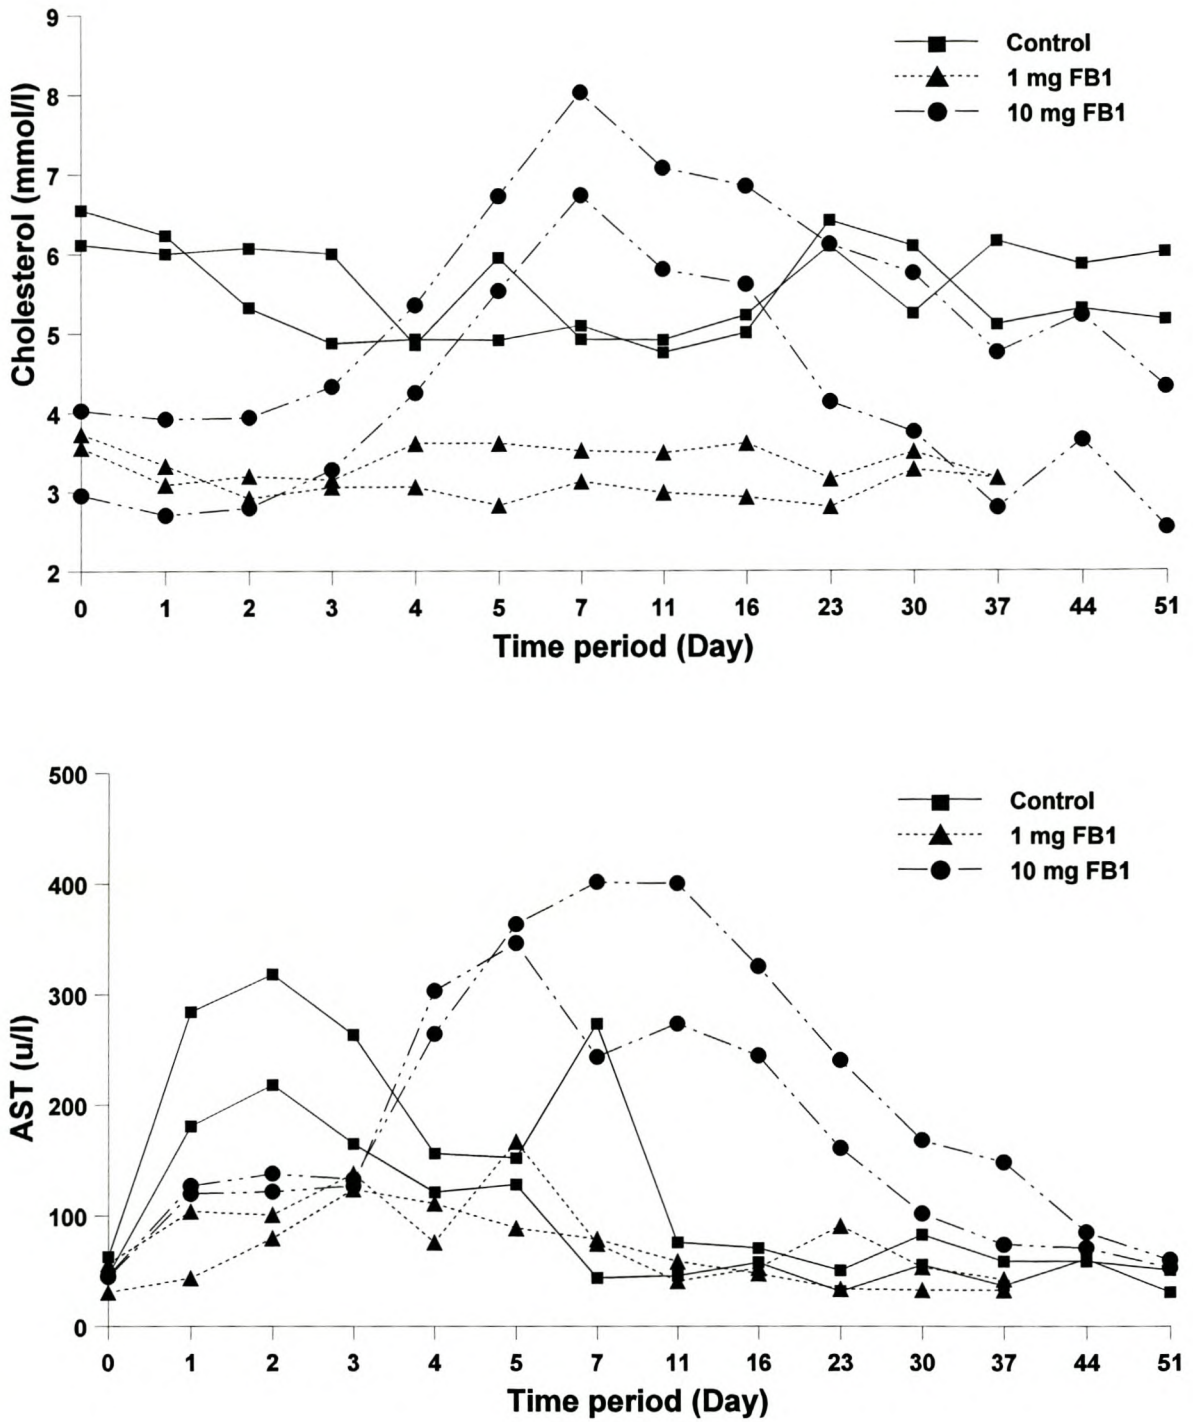 9
8
7
6
5
4
3
2
Cholesterol (mmol/l)
Control
1 mg FB1
10 mg FB1
0 1 2 3 4 5 7 11 16 23 30 37 44 51
Time period (Day)
500
400
300
200
100
0
AST (u/l)
Control
1 mg FB1
10 mg FB1
0 1 2 3 4 5 7 11 16 23 30 37 44 51
Time period (Day)